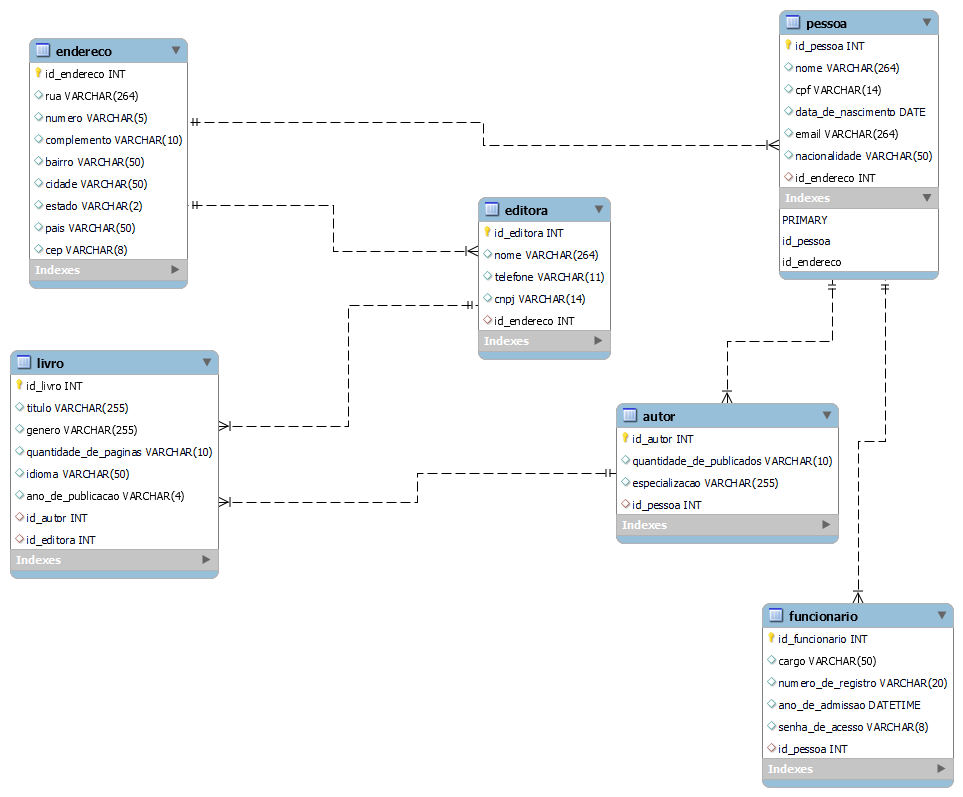 endereco
id_endereco INT
rua VARCHAR(264)
numero VARCHAR(5)
complemento VARCHAR(10)
bairro VARCHAR(50)
cidade VARCHAR(50)
estado VARCHAR(2)
pais VARCHAR(50)
cep VARCHAR(8)
Indexes
pessoa
id_pessoa INT
nome VARCHAR(264)
cpf VARCHAR(14)
data_de_nascimento DATE
email VARCHAR(264)
nacionalidade VARCHAR(50)
id_endereco INT
Indexes
PRIMARY
id_pessoa
id_endereco
editora
id_editora INT
nome VARCHAR(264)
telefone VARCHAR(11)
cnpj VARCHAR(14)
id_endereco INT
Indexes
livro
id_livro INT
titulo VARCHAR(255)
genero VARCHAR(255)
quantidade_de_paginas VARCHAR(10)
idioma VARCHAR(50)
ano_de_publicacao VARCHAR(4)
id_autor INT
id_editora INT
Indexes
autor
id_autor INT
quantidade_de_publicados VARCHAR(10)
especializacao VARCHAR(255)
id_pessoa INT
Indexes
funcionario
id_funcionario INT
cargo VARCHAR(50)
numero_de_registro VARCHAR(20)
ano_de_admissao DATETIME
senha_de_acesso VARCHAR(8)
id_pessoa INT
Indexes